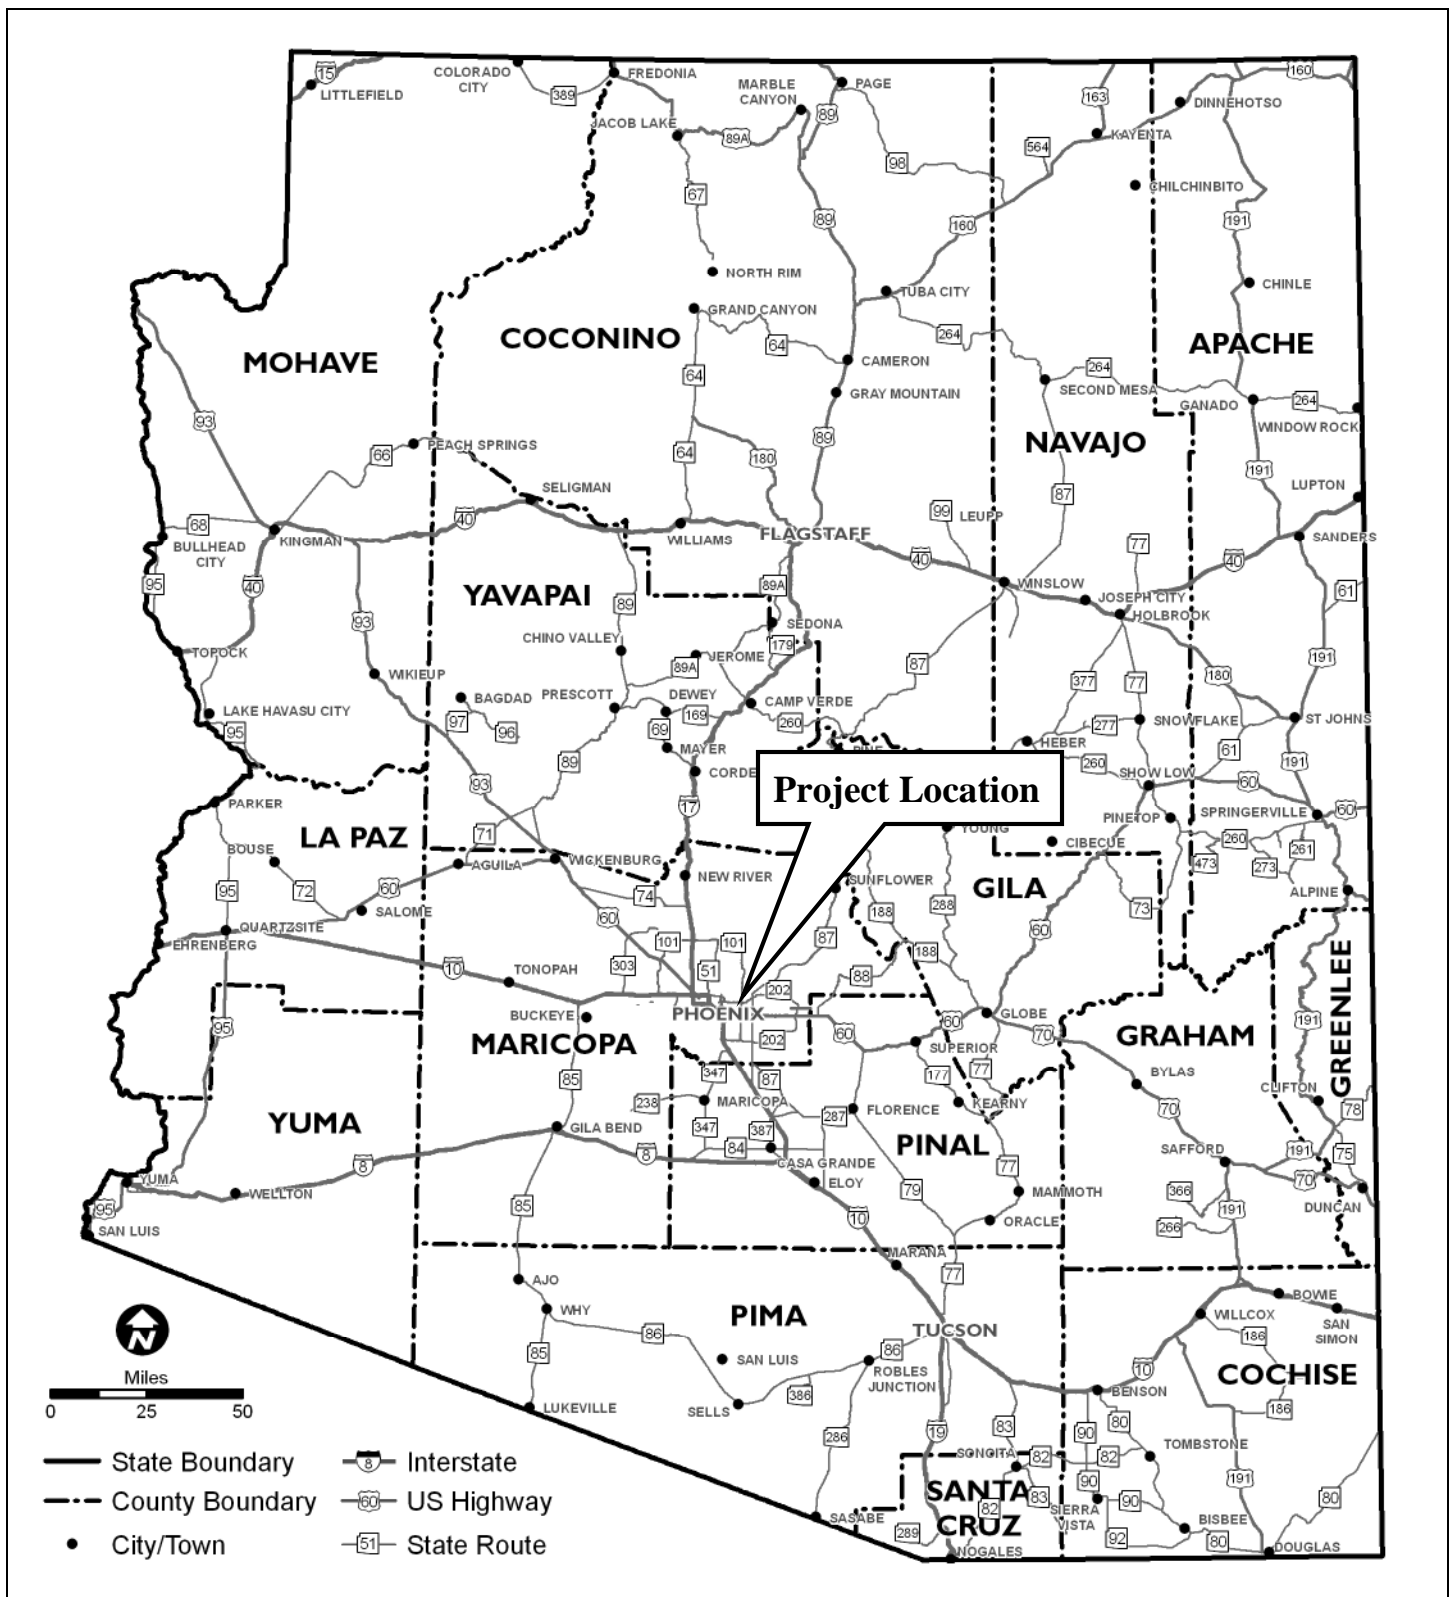 15
LITTLEFIELD
COLORADO
CITY
389
FREDONIA
MARBLE
CANYON
PAGE
89
163
160
DINNEHOTSO
JACOB LAKE
89A
98
564
KAYENTA
CHILCHINBITO
67
89
160
191
NORTH RIM
TUBA CITY
CHINLE
GRAND CANYON
64
264
COCONINO
MOHAVE
APACHE
CAMERON
64
SECOND MESA
264
GRAY MOUNTAIN
GANADO
264
WINDOW ROCK
93
89
NAVAJO
66
PEACH SPRINGS
64
180
191
LUPTON
SELIGMAN
87
68
40
99
LEUPP
BULLHEAD
CITY
KINGMAN
WILLIAMS
FLAGSTAFF
77
SANDERS
40
40
95
40
89A
WINSLOW
61
YAVAPAI
89
JOSEPH CITY
HOLBROOK
93
CHINO VALLEY
SEDONA
179
TOPOCK
89A
JEROME
87
191
WIKIEUP
377
77
180
LAKE HAVASU CITY
BAGDAD
PRESCOTT
DEWEY
CAMP VERDE
95
97
96
169
260
277
SNOWFLAKE
ST JOHNS
69
MAYER
PINE
HEBER
61
89
CORDE
260
SHOW LOW
191
93
60
PARKER
17
Project Location
60
PINETOP
SPRINGERVILLE
LA PAZ
71
YOUNG
CIBECUE
260
261
BOUSE
AGUILA
WICKENBURG
473
273
95
72
60
NEW RIVER
SUNFLOWER
GILA
ALPINE
SALOME
74
188
288
73
QUARTZSITE
60
87
60
EHRENBERG
101
101
188
GREENLEE
303
51
88
10
TONOPAH
202
BUCKEYE
PHOENIX
GLOBE
95
MARICOPA
202
60
60
70
GRAHAM
191
SUPERIOR
347
87
177
77
BYLAS
CLIFTON
85
238
MARICOPA
FLORENCE
KEARNY
78
YUMA
287
70
GILA BEND
347
387
PINAL
84
SAFFORD
191
75
8
8
CASA GRANDE
77
70
YUMA
WELLTON
ELOY
79
MAMMOTH
366
DUNCAN
95
85
10
ORACLE
266
191
SAN LUIS
MARANA
AJO
77
BOWIE
WHY
PIMA
WILLCOX
SAN
SIMON
86
TUCSON
186
N
85
SAN LUIS
86
10
COCHISE
Miles
ROBLES
JUNCTION
386
BENSON
0 25 50
LUKEVILLE
SELLS
80
186
286
19
83
90
TOMBSTONE
State Boundary
Interstate
8
SONOITA
82
82
191
County Boundary
US Highway
60
SANTA
CRUZ
82
83
90
90
SIERRA
VISTA
80
City/Town
State Route
51
SASABE
289
92
BISBEE
80
NOGALES
DOUGLAS